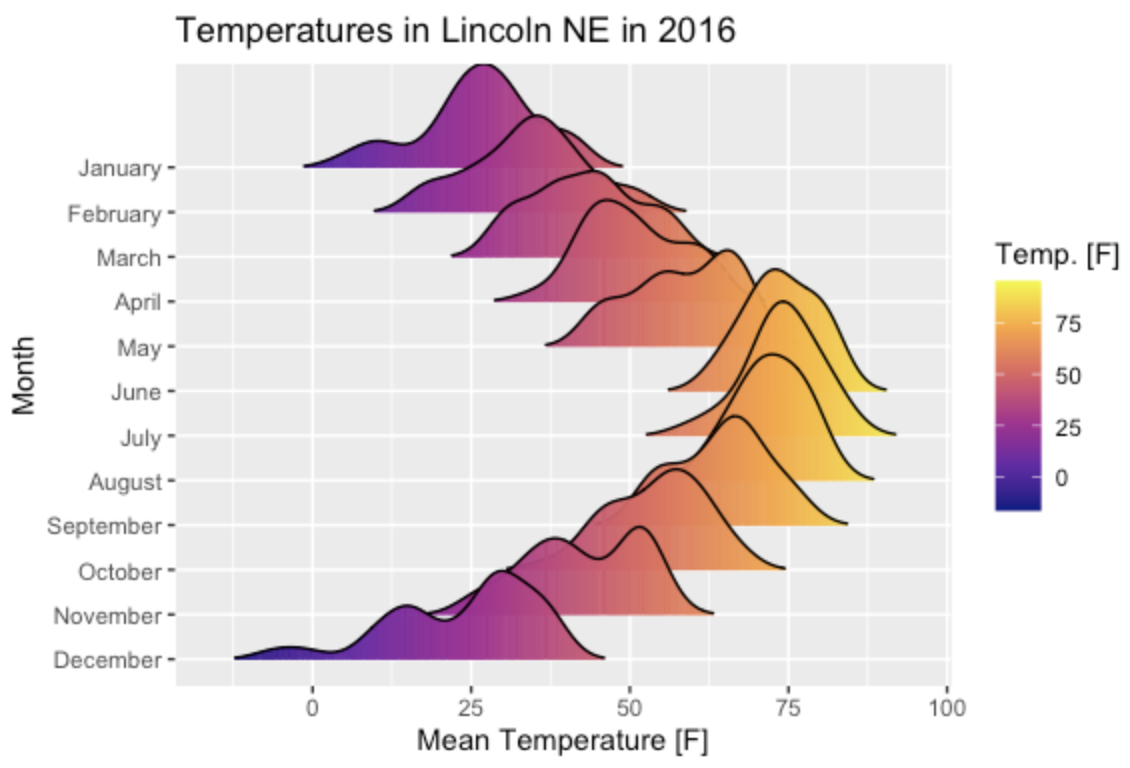 Temperatures in Lincoln NE in 2016
Month
January
February
March
April
May
June
July
August
September
October
November
December
0
25
50
75
100
Mean Temperature [F]
Temp. [F]
75
50
25
0